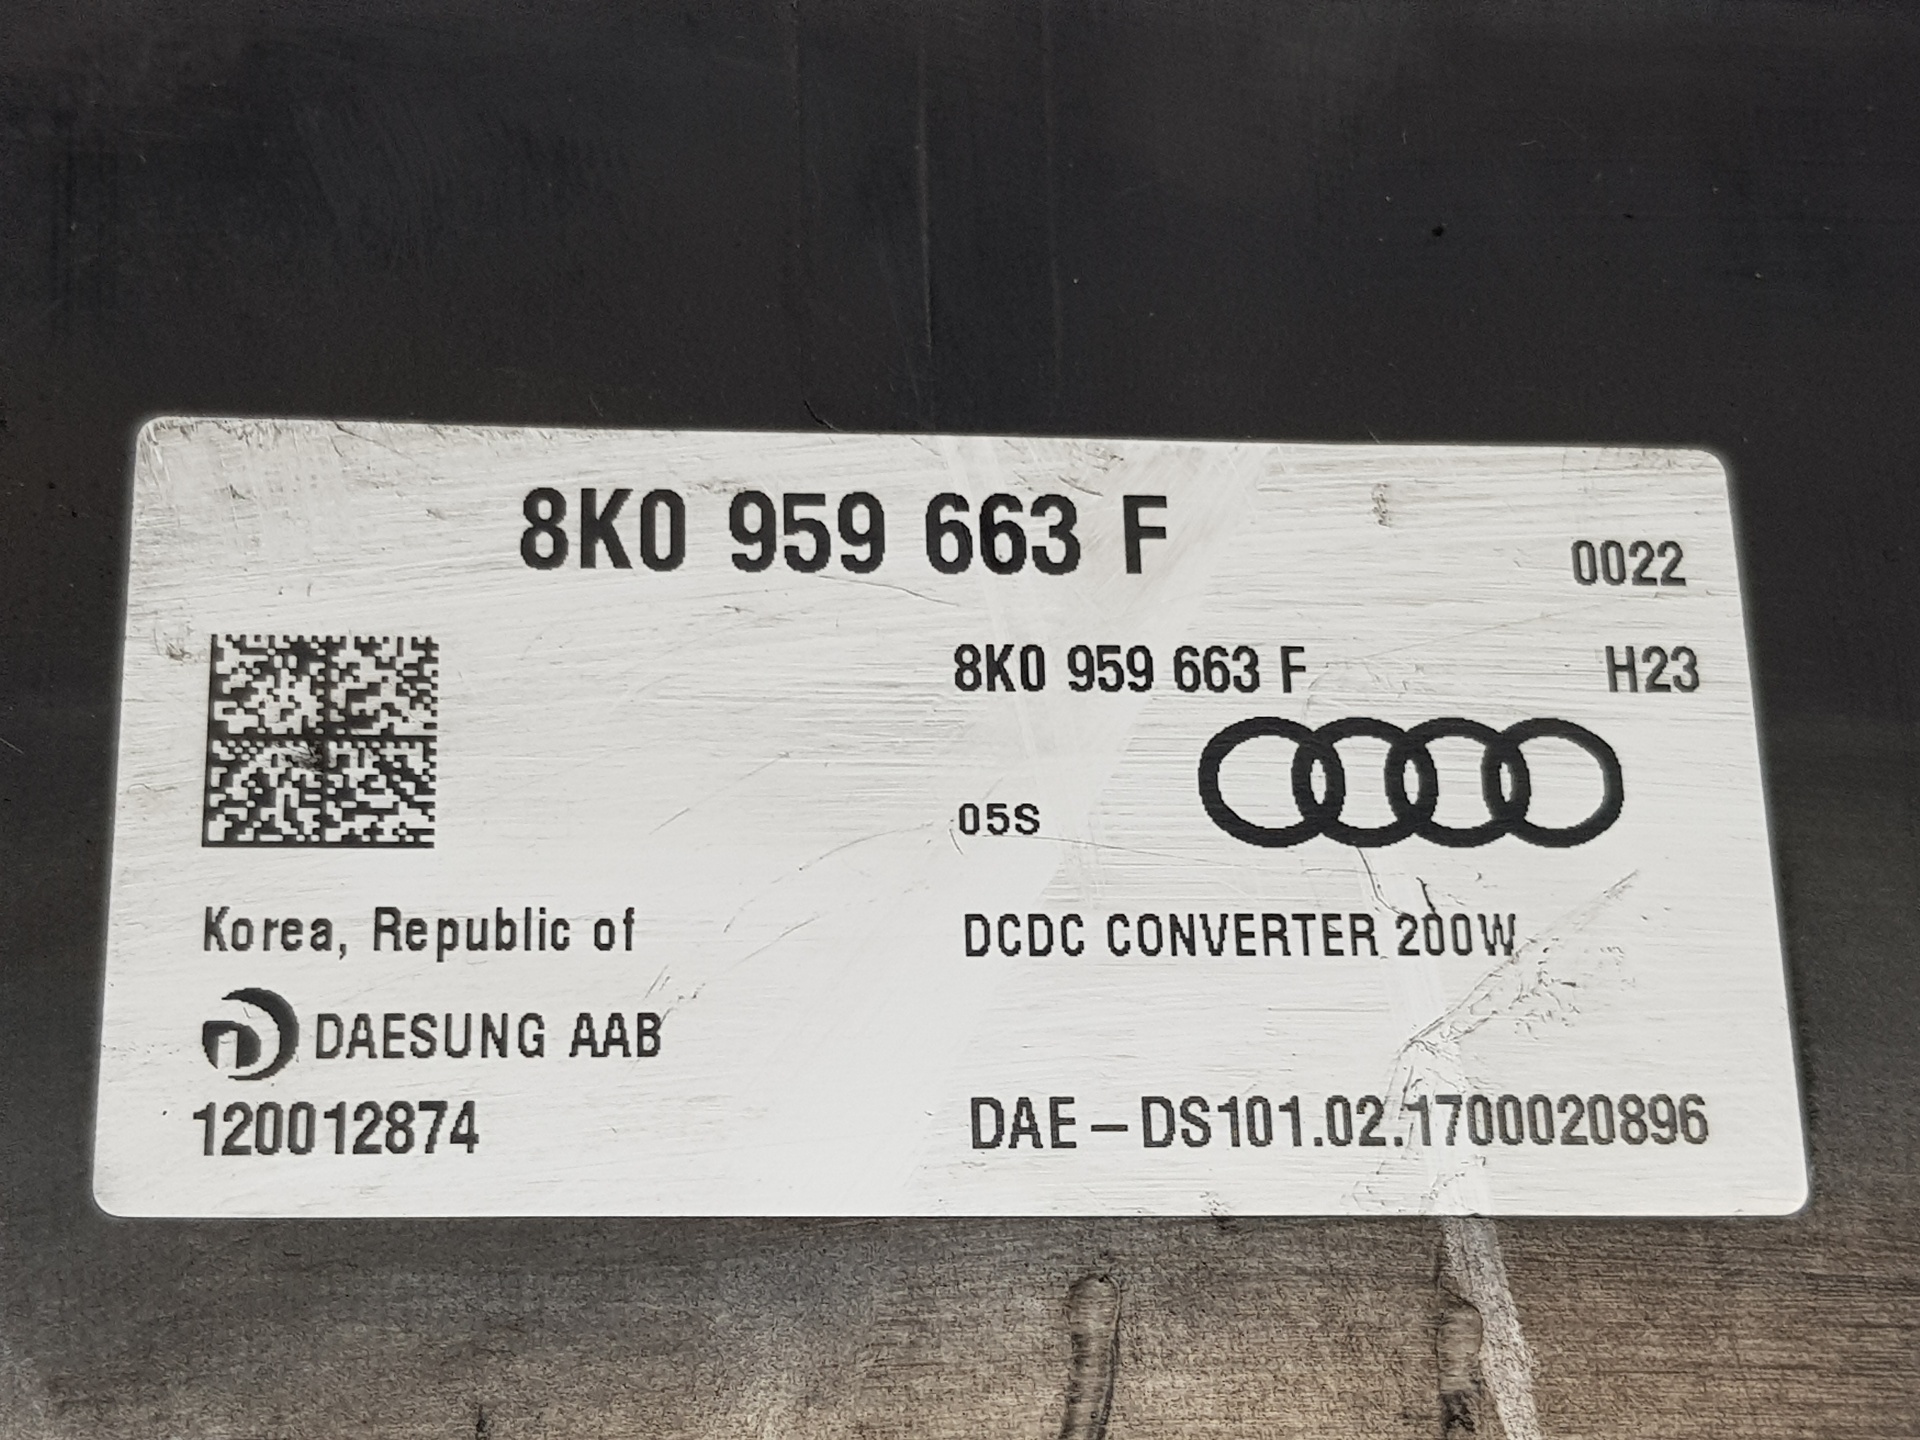 8K0 959 663 F
0022
8K0 959 663 F H23
05S
Korea, Republic of
DCDC CONVERTER 200W
DAESUNG AAB
120012874
DAE-DS101.02.1700020896